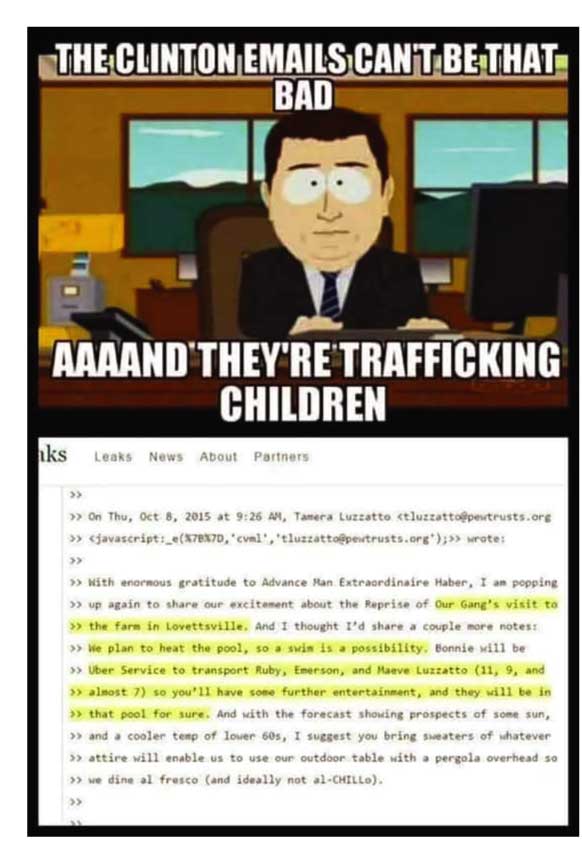 THE CLINTON EMAILS CAN'T BE THAT
BAD
AAAAND THEY'RE TRAFFICKING
CHILDREN
aks Leaks News About Partners
>>
>> On Thu, Oct 8, 2015 at 9:26 AM, Tamera Luzzatto <tluzzatto@pewtrusts.org
>> <javascript:_e(%7B%7D,'cvml','tluzzatto@pewtrusts.org');>> wrote:
>>
>> With enormous gratitude to Advance Man Extraordinaire Haber, I am popping
>> up again to share our excitement about the Reprise of Our Gang's visit to
>> the farm in Lovettsville. And I thought I'd share a couple more notes:
>> We plan to heat the pool, so a swim is a possibility. Bonnie will be
>> Uber Service to transport Ruby, Emerson, and Maeve Luzzatto (11, 9, and
>> almost 7) so you'll have some further entertainment, and they will be in
>> that pool for sure. And with the forecast showing prospects of some sun,
>> and a cooler temp of lower 60s, I suggest you bring sweaters of whatever
>> attire will enable us to use our outdoor table with a pergola overhead so
>> we dine al fresco (and ideally not al-CHILLo).
>>
>>